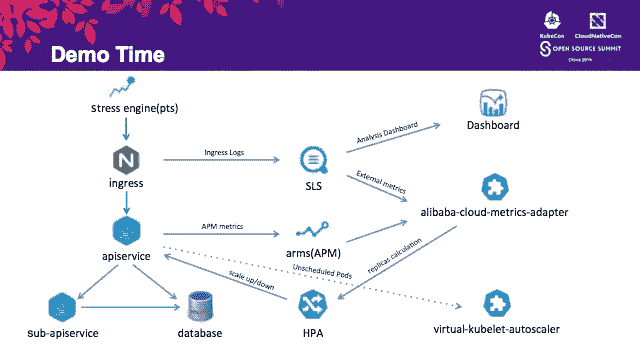 KubeCon
CloudNativeCon
OPEN SOURCE SUMMIT
China 2019
Demo Time
Stress engine(pts)
Dashboard
Analysis Dashboard
Ingress Logs
ingress
SLS
External metrics
alibaba-cloud-metrics-adapter
APM metrics
apiservice
arms(APM)
Unscheduled Pods
replicas calculation
scale up/down
sub-apiservice
database
HPA
virtual-kubelet-autoscaler